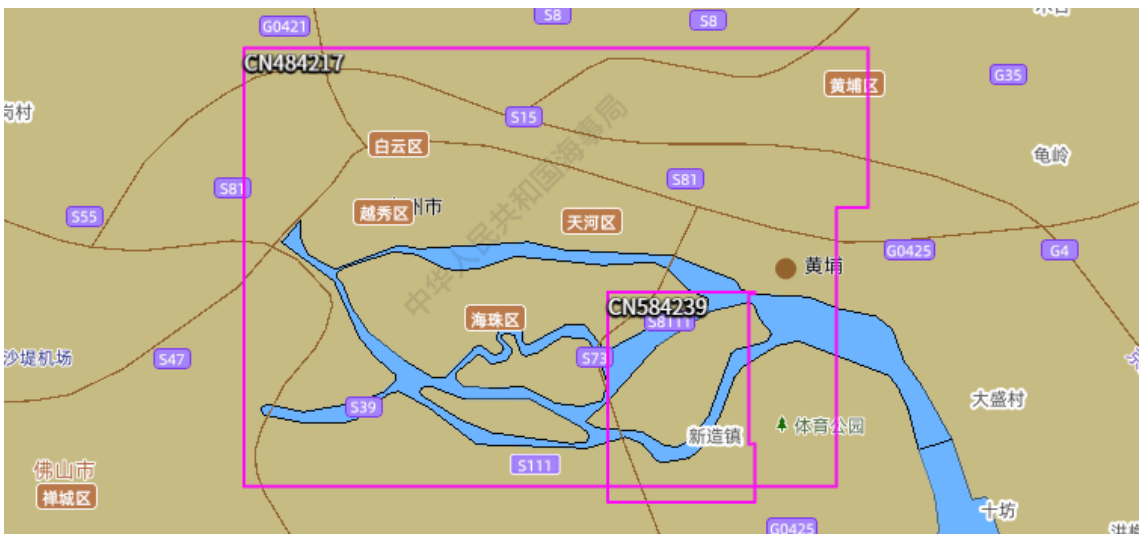 S8
S8
G0421
CN484217
G35
黄埔区
岗村
S15
白云区
龟岭
S81
S81
S55
越秀区
州市
天河区
G0425
G4
黄埔
中华人民共和国海事局
CN584239
海珠区
S8111
沙堤机场
S47
S73
S39
大盛村
体育公园
新造镇
佛山市
S111
禅城区
十坊
G0425